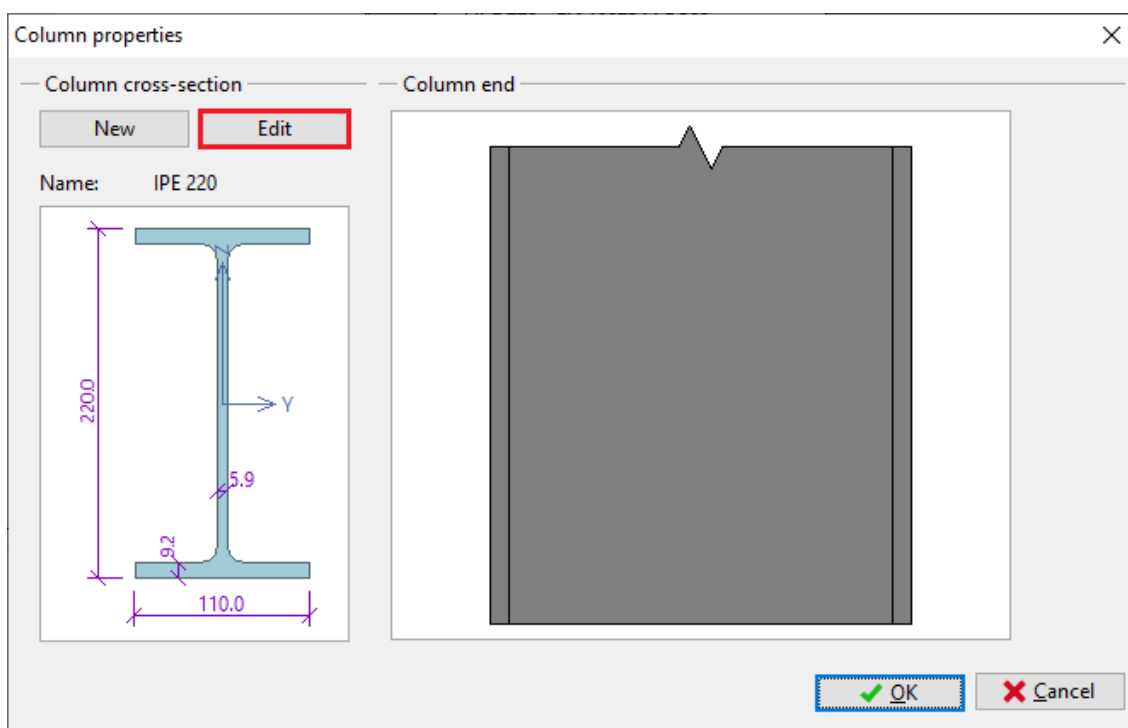 Column properties
Column cross-section
Column end
New
Edit
Name:
IPE 220
Z
220.0
Y
5.9
9.2
110.0
OK
Cancel